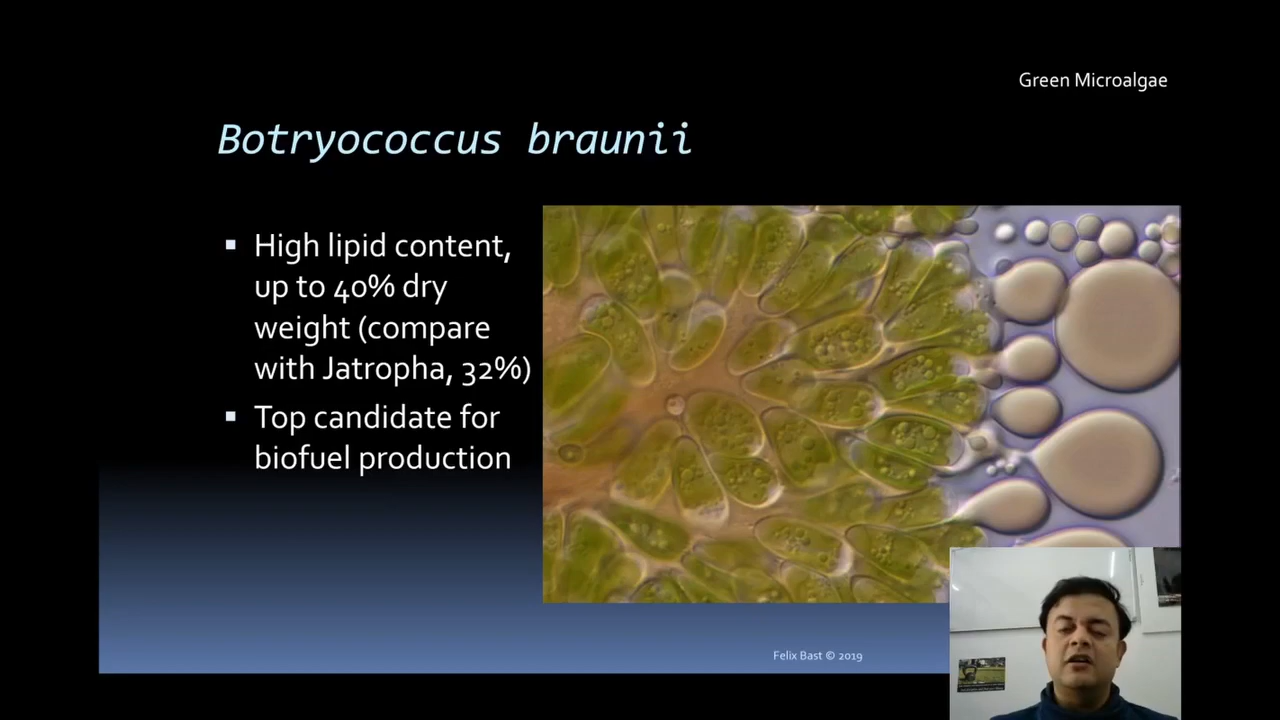 Green Microalgae
Botryococcus braunii
▪ High lipid content,
up to 40% dry
weight (compare
with Jatropha, 32%)
▪ Top candidate for
biofuel production
Felix Bast © 2019